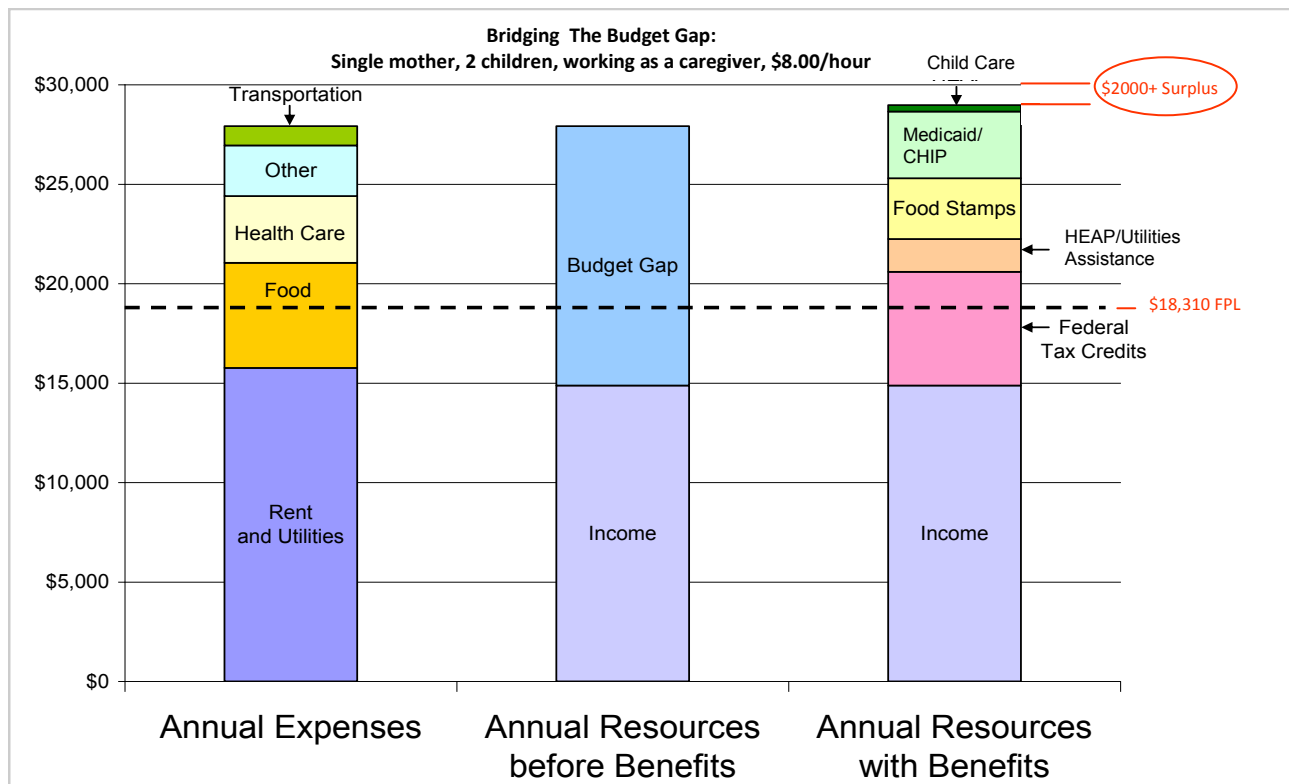 Bridging The Budget Gap:
Single mother, 2 children, working as a caregiver, $8.00/hour
Child Care
$30,000
$2000+ Surplus
Transportation
Medicaid/
CHIP
Other
$25,000
Food Stamps
Health Care
HEAP/Utilities
Assistance
Budget Gap
$20,000
Food
$18,310 FPL
Federal
Tax Credits
$15,000
$10,000
Rent
and Utilities
Income
Income
$5,000
$0
Annual Expenses
Annual Resources
before Benefits
Annual Resources
with Benefits